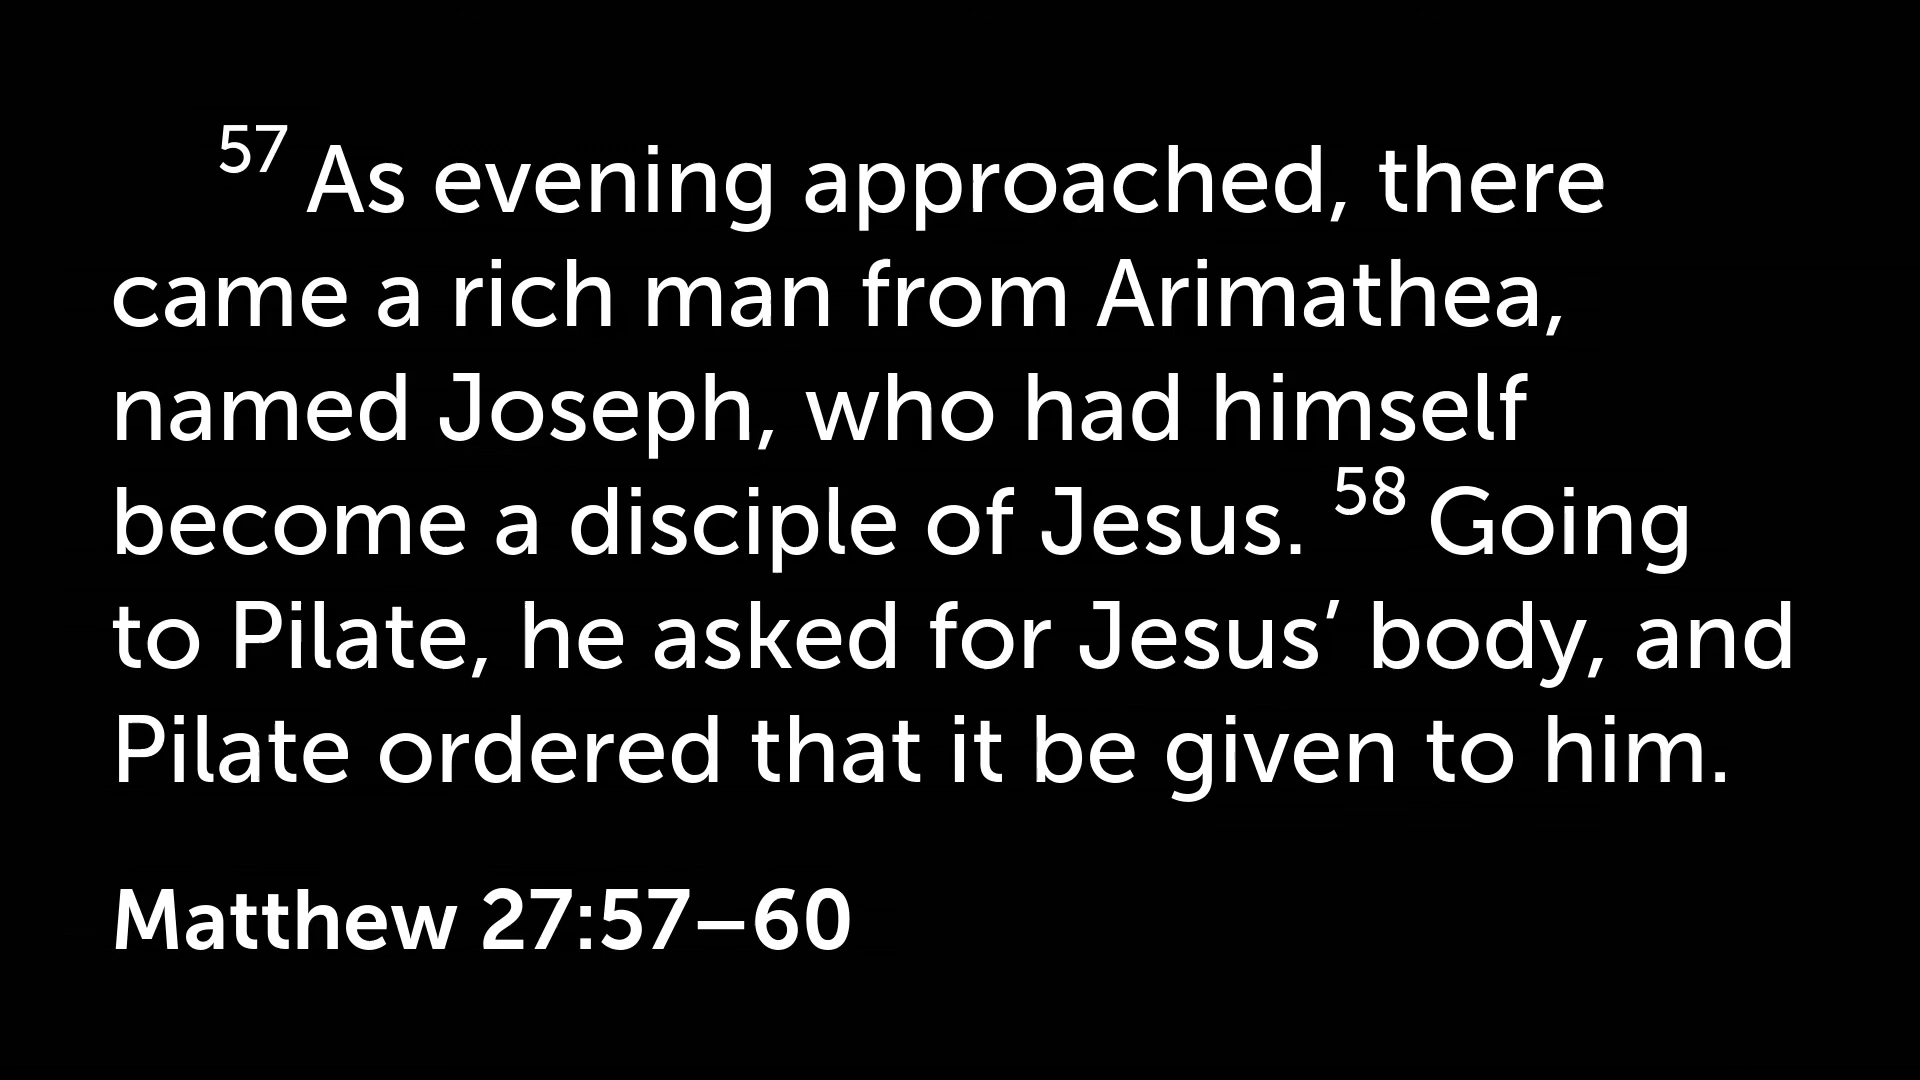 57 As evening approached, there
came a rich man from Arimathea,
named Joseph, who had himself
become a disciple of Jesus. 58 Going
to Pilate, he asked for Jesus’ body, and
Pilate ordered that it be given to him.
Matthew 27:57–60